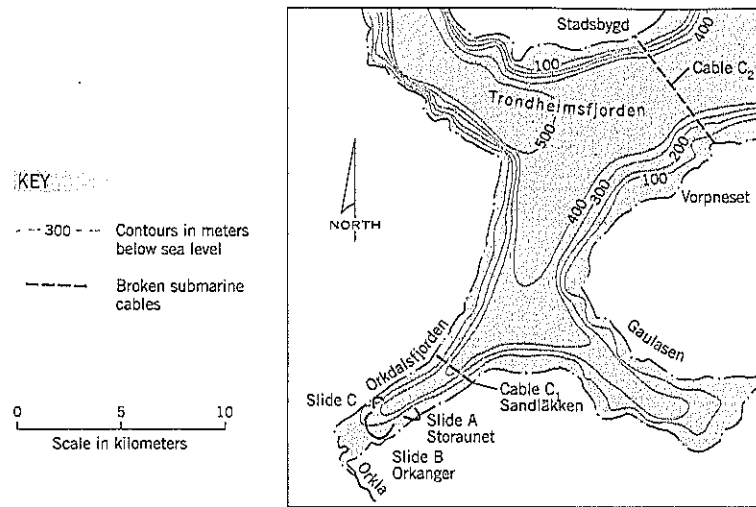 KEY
300
Contours in meters
below sea level
Broken submarine
cables
0 5 10
Scale in kilometers
Stadsbygd
400
100
Cable C2
Trondheimsfjorden
500
NORTH
200
300
400
100
Vorpneset
Orkdalsfjorden
Gaulasen
Slide C
Cable C1
Sandläkken
Slide A
Storaunet
Slide B
Orkanger
Orkla